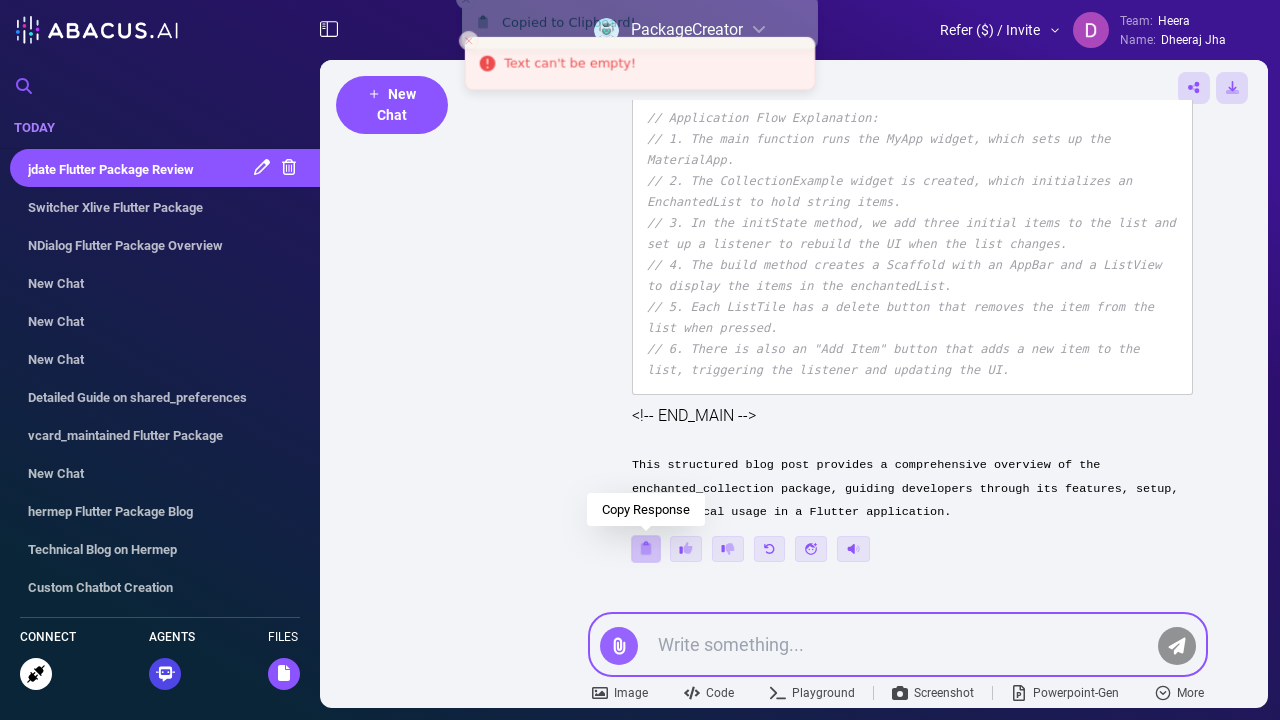 ABACUS.AI
Copied to Clipboard!
PackageCreator
Refer ($) / Invite
D
Team: Heera
Name: Dheeraj Jha
Text can't be empty!
+ New Chat
TODAY
jdate Flutter Package Review
Switcher Xlive Flutter Package
NDialog Flutter Package Overview
New Chat
New Chat
New Chat
Detailed Guide on shared_preferences
vcard_maintained Flutter Package
New Chat
hermep Flutter Package Blog
Technical Blog on Hermep
Custom Chatbot Creation
CONNECT
AGENTS
FILES
// Application Flow Explanation:
// 1. The main function runs the MyApp widget, which sets up the
MaterialApp.
// 2. The CollectionExample widget is created, which initializes an
EnchantedList to hold string items.
// 3. In the initState method, we add three initial items to the list and
set up a listener to rebuild the UI when the list changes.
// 4. The build method creates a Scaffold with an AppBar and a ListView
to display the items in the enchantedList.
// 5. Each ListTile has a delete button that removes the item from the
list when pressed.
// 6. There is also an "Add Item" button that adds a new item to the
list, triggering the listener and updating the UI.
<!-- END_MAIN -->
This structured blog post provides a comprehensive overview of the
enchanted_collection package, guiding developers through its features, setup,
cal usage in a Flutter application.
Copy Response
Write something...
Image
Code
Playground
Screenshot
Powerpoint-Gen
More